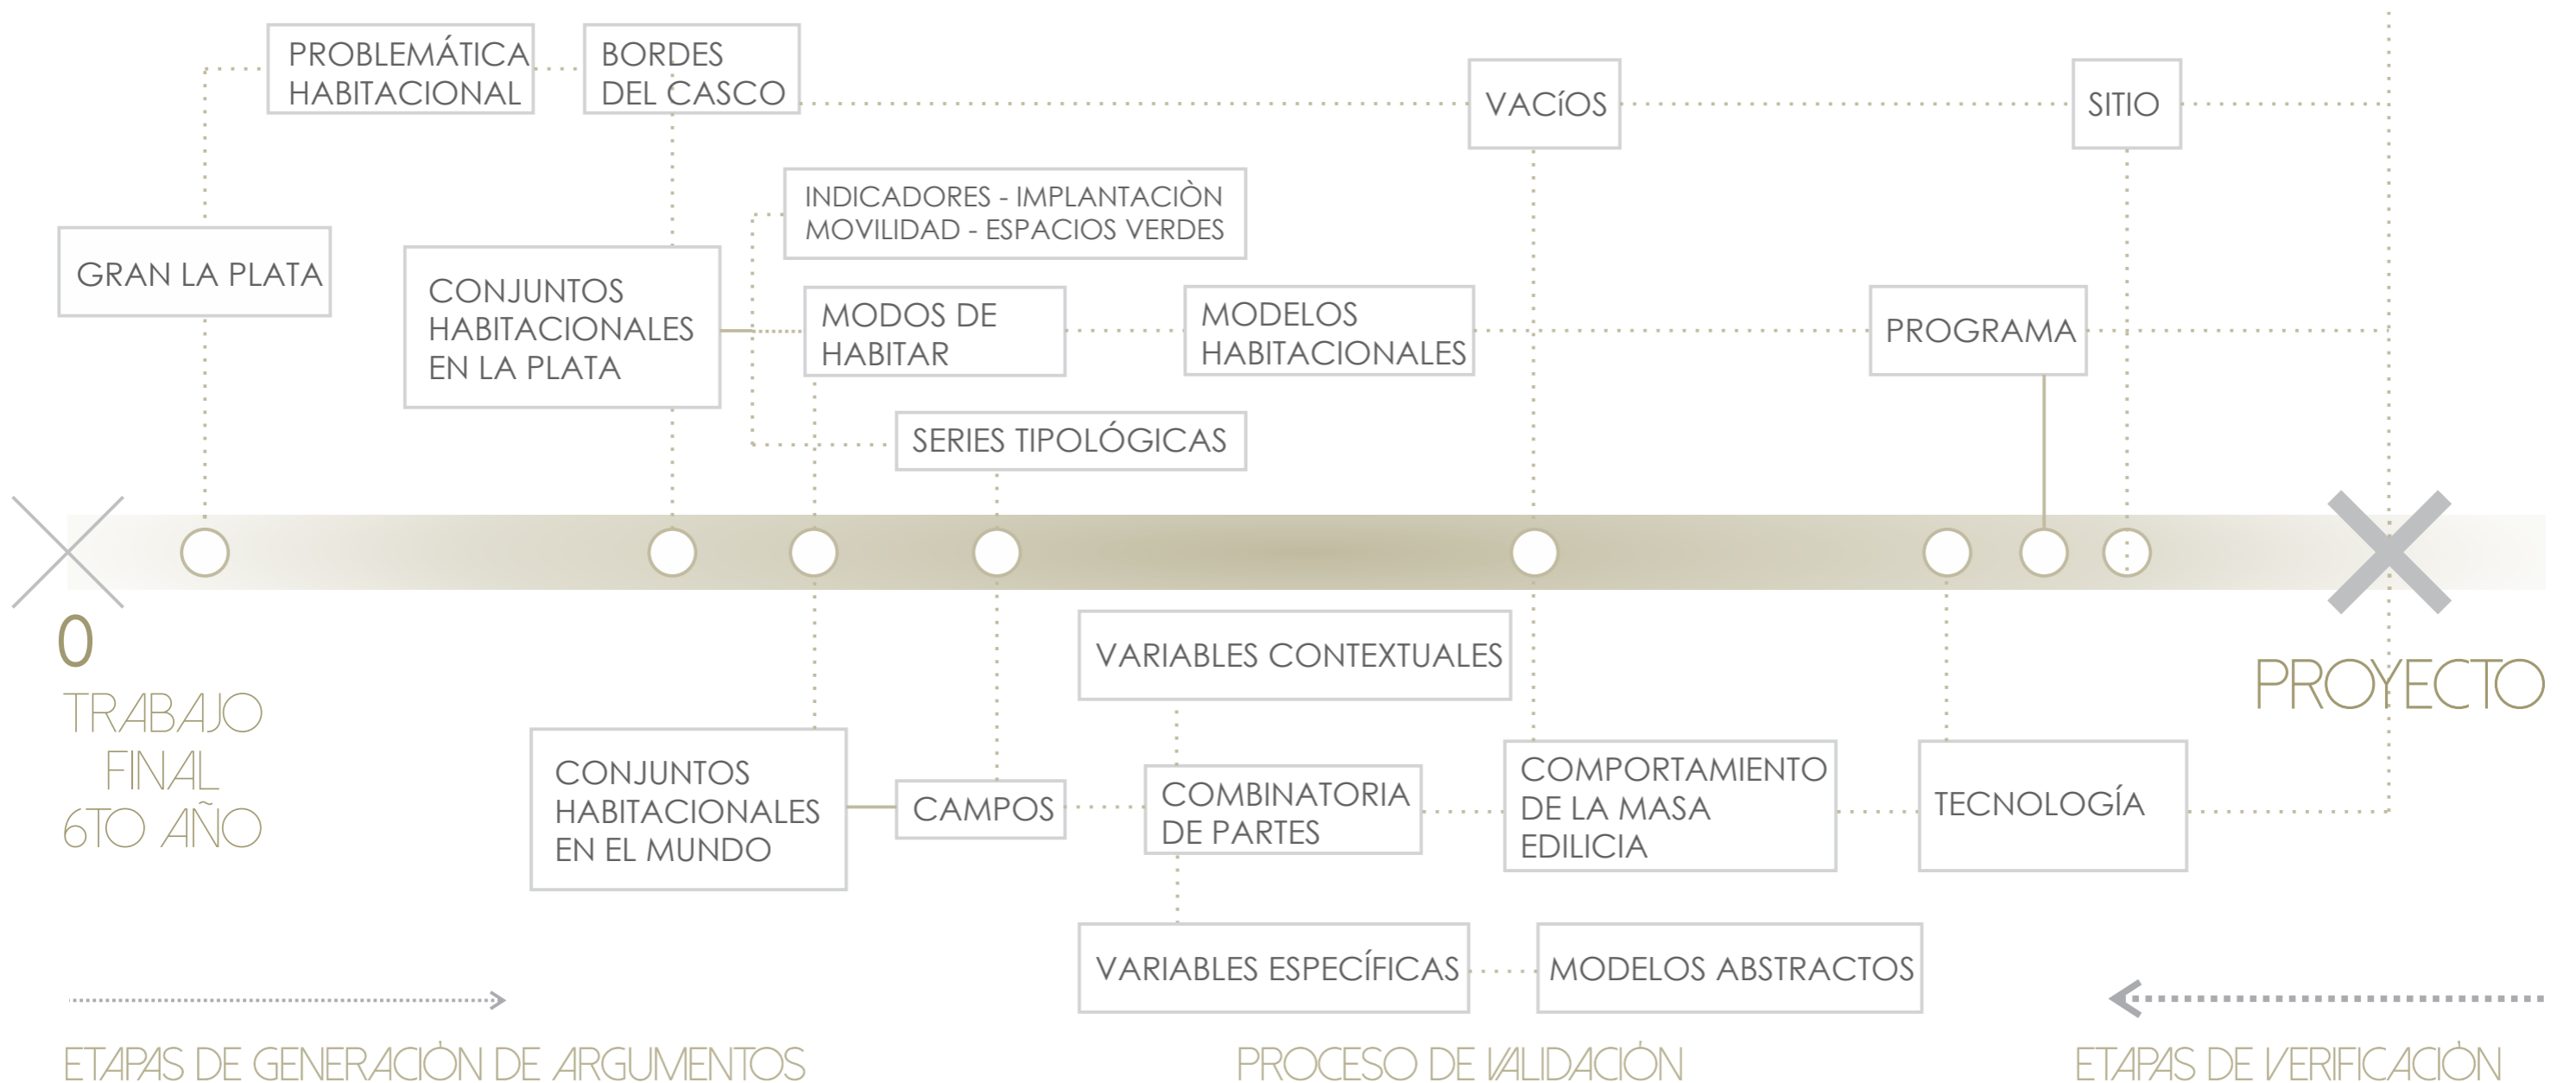 PROBLEMÁTICA
HABITACIONAL
BORDES
DEL CASCO
VACíOS
SITIO
INDICADORES - IMPLANTACIÒN
MOVILIDAD - ESPACIOS VERDES
GRAN LA PLATA
CONJUNTOS
HABITACIONALES
EN LA PLATA
MODOS DE
HABITAR
MODELOS
HABITACIONALES
PROGRAMA
SERIES TIPOLÓGICAS
0
TRABAJO
FINAL
6TO AÑO
PROYECTO
VARIABLES CONTEXTUALES
CONJUNTOS
HABITACIONALES
EN EL MUNDO
CAMPOS
COMBINATORIA
DE PARTES
COMPORTAMIENTO
DE LA MASA
EDILICIA
TECNOLOGÍA
VARIABLES ESPECÍFICAS
MODELOS ABSTRACTOS
ETAPAS DE GENERACIÓN DE ARGUMENTOS
PROCESO DE VALIDACIÓN
ETAPAS DE VERIFICACIÓN